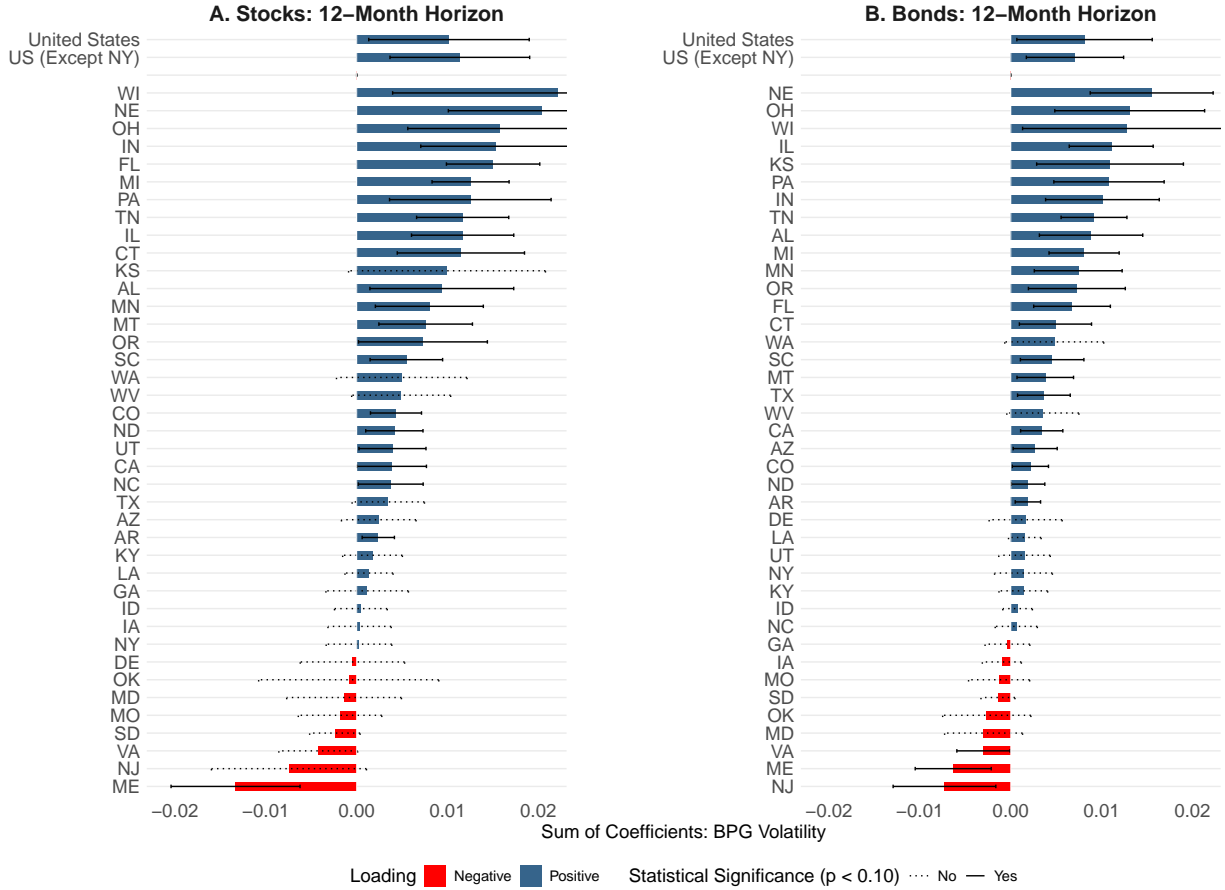 A. Stocks: 12−Month Horizon
United States
US (Except NY)
WI
NE
OH
IN
FL
MI
PA
TN
IL
CT
KS
AL
MN
MT
OR
SC
WA
WV
CO
ND
UT
CA
NC
TX
AZ
AR
KY
LA
GA
ID
IA
NY
DE
OK
MD
MO
SD
VA
NJ
ME
−0.02 −0.01 0.00 0.01 0.02
B. Bonds: 12−Month Horizon
United States
US (Except NY)
NE
OH
WI
IL
KS
PA
IN
TN
AL
MI
MN
OR
FL
CT
WA
SC
MT
TX
WV
CA
AZ
CO
ND
AR
DE
LA
UT
NY
KY
ID
NC
GA
IA
MO
SD
OK
MD
VA
ME
NJ
−0.02 −0.01 0.00 0.01 0.02
Sum of Coefficients: BPG Volatility
Loading Negative Positive Statistical Significance (p < 0.10) No Yes